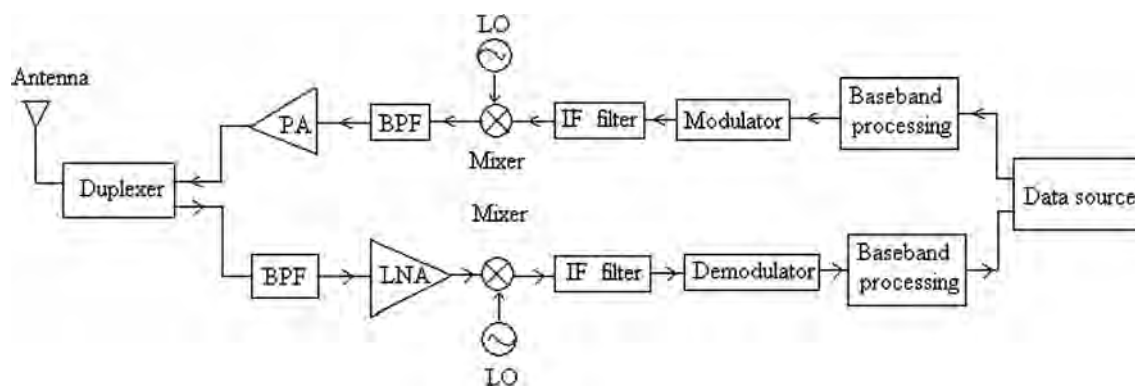 LO
Antenna
PA
BPF
Mixer
IF filter
Modulator
Baseband
processing
Duplexer
Data source
Mixer
BPF
LNA
IF filter
Demodulator
Baseband
processing
LO